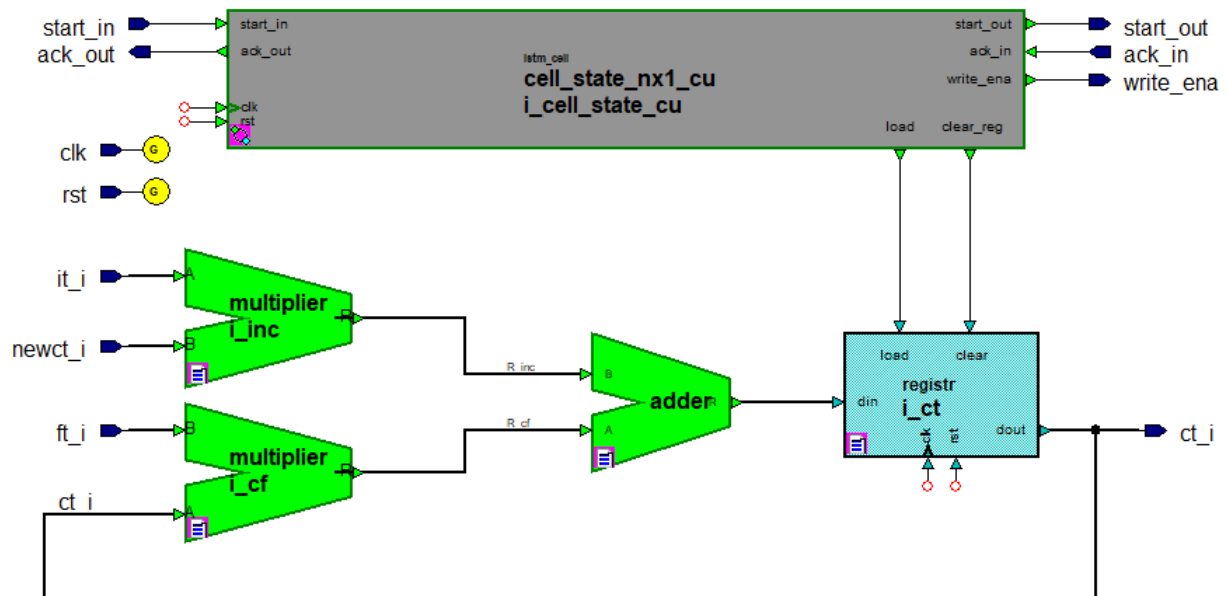 start_in
ack_out
start_in
ack_out
clk
rst
lstm_cell
cell_state_nx1_cu
i_cell_state_cu
start_out
ack_in
write_ena
load
clear_reg
start_out
ack_in
write_ena
clk
G
rst
G
it_i
newct_i
A
B
multiplier
i_inc
R
R_inc
ft_i
ct_i
B
A
multiplier
i_cf
R
R_cf
B
A
adder
R
load
clear
registr
i_ct
din
dout
clk
rst
ct_i